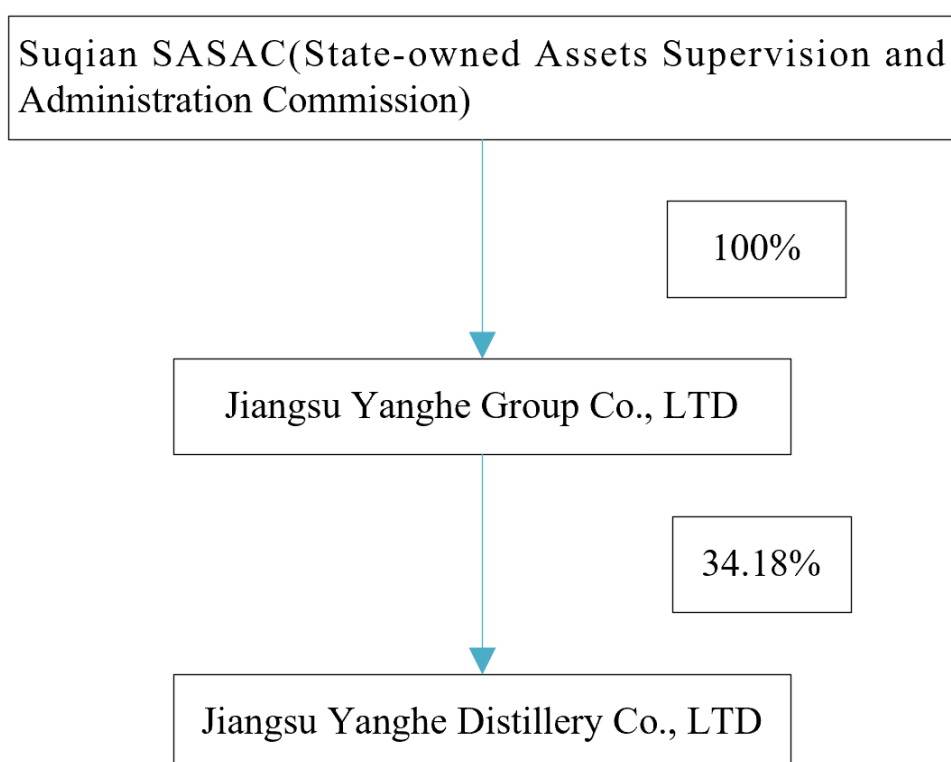 Suqian SASAC(State-owned Assets Supervision and
Administration Commission)
100%
Jiangsu Yanghe Group Co., LTD
34.18%
Jiangsu Yanghe Distillery Co., LTD